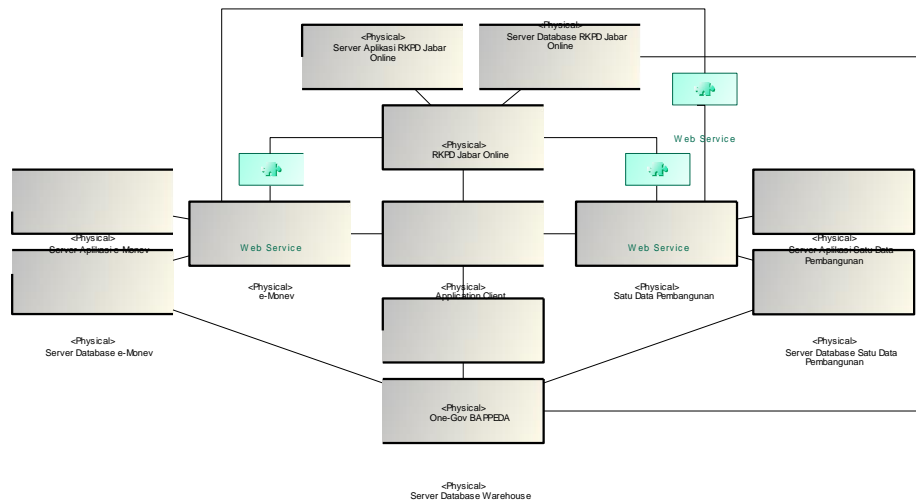 <Physical>
Server Aplikasi RKPD Jabar
Online
<Physical>
Server Database RKPD Jabar
Online
Web Service
<Physical>
RKPD Jabar Online
<Physical>
Server Aplikasi e-Monev
Web Service
<Physical>
e-Monev
<Physical>
Application Client
Web Service
<Physical>
Satu Data Pembangunan
<Physical>
Server Aplikasi Satu Data
Pembangunan
<Physical>
Server Database e-Monev
<Physical>
Server Database Satu Data
Pembangunan
<Physical>
One-Gov BAPPEDA
<Physical>
Server Database Warehouse